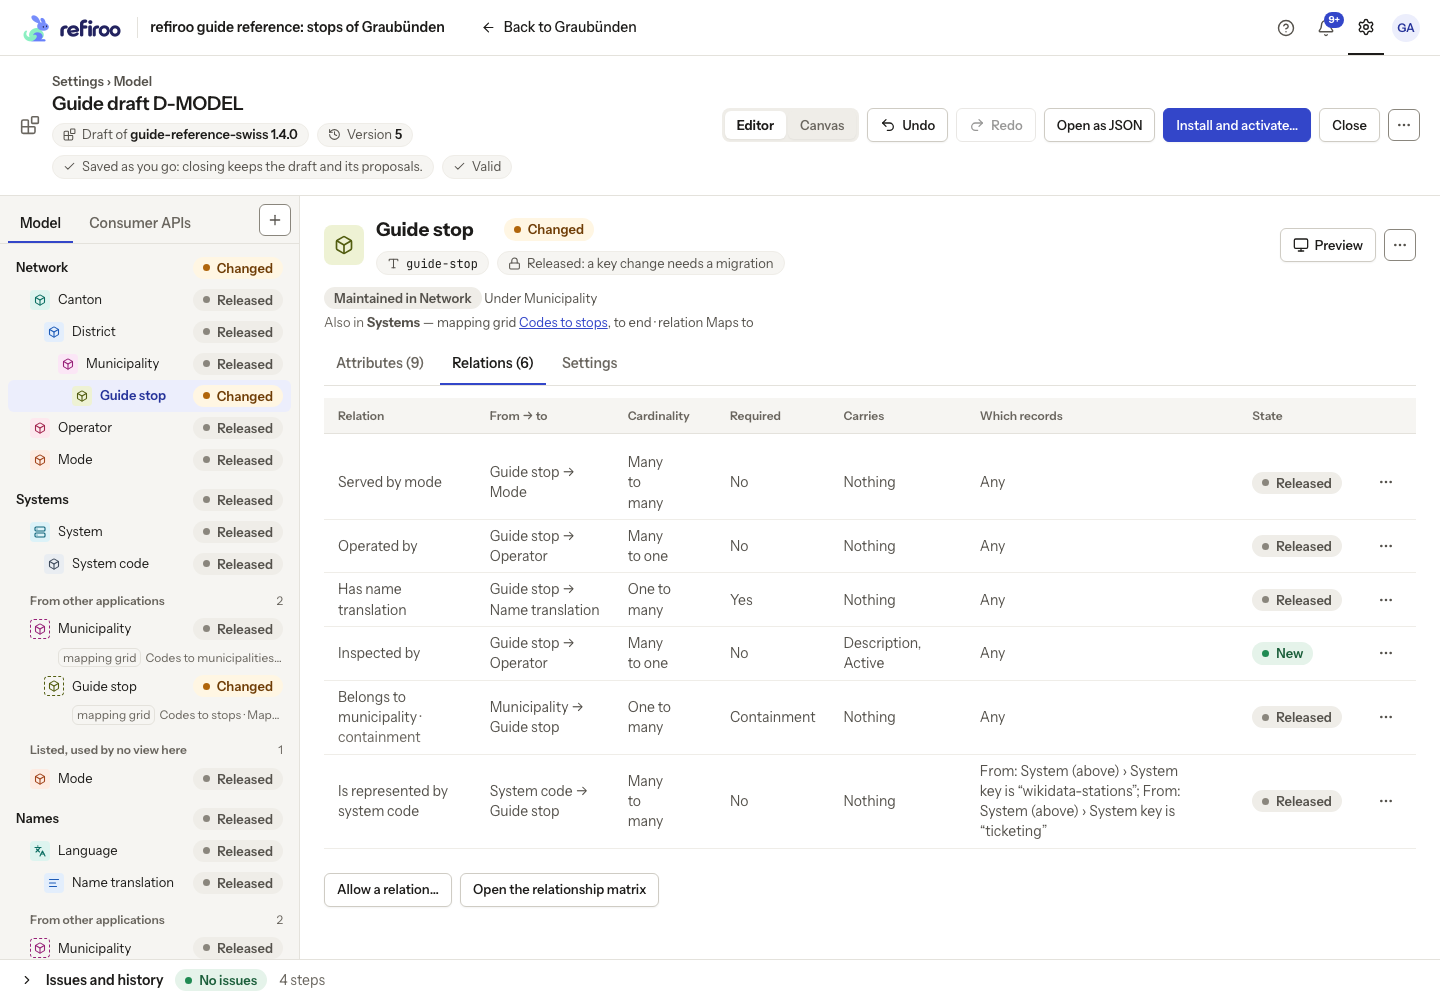 refiroo
refiroo guide reference: stops of Graubünden
← Back to Graubünden
9+
GA
Settings › Model
Guide draft D-MODEL
Draft of guide-reference-swiss 1.4.0
Version 5
Saved as you go: closing keeps the draft and its proposals.
Valid
Editor
Canvas
Undo
Redo
Open as JSON
Install and activate…
Close
Model
Consumer APIs
Network
Changed
Canton
Released
District
Released
Municipality
Released
Guide stop
Changed
Operator
Released
Mode
Released
Systems
Released
System
Released
System code
Released
From other applications
2
Municipality
Released
mapping grid Codes to municipalities…
Guide stop
Changed
mapping grid Codes to stops · Map…
Listed, used by no view here
1
Mode
Released
Names
Released
Language
Released
Name translation
Released
From other applications
2
Municipality
Released
Guide stop
Changed
guide-stop
Released: a key change needs a migration
Preview
Maintained in Network Under Municipality
Also in Systems — mapping grid Codes to stops, to end · relation Maps to
Attributes (9)
Relations (6)
Settings
Relation
From → to
Cardinality
Required
Carries
Which records
State
Served by mode
Guide stop →
Mode
Many
to
many
No
Nothing
Any
Released
Operated by
Guide stop →
Operator
Many
to one
No
Nothing
Any
Released
Has name
translation
Guide stop →
Name translation
One to
many
Yes
Nothing
Any
Released
Inspected by
Guide stop →
Operator
Many
to one
No
Description,
Active
Any
New
Belongs to
municipality ·
containment
Municipality →
Guide stop
One to
many
Containment
Nothing
Any
Released
Is represented by
system code
System code →
Guide stop
Many
to
many
No
Nothing
From: System (above) › System
key is “wikidata-stations”; From:
System (above) › System key is
“ticketing”
Released
Allow a relation…
Open the relationship matrix
Issues and history
No issues
4 steps